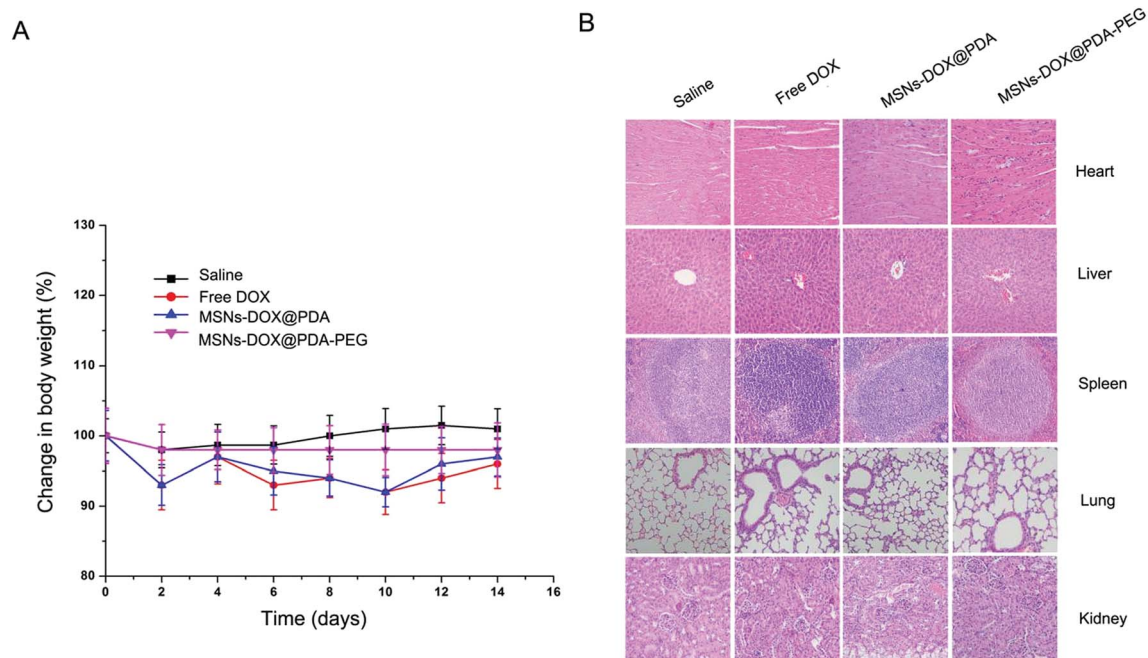 A
B
Saline
Free DOX
MSNs-DOX@PDA
MSNs-DOX@PDA-PEG
Heart
Liver
Spleen
Lung
Kidney
Change in body weight (%)
130
120
110
100
90
80
Saline
Free DOX
MSNs-DOX@PDA
MSNs-DOX@PDA-PEG
0 2 4 6 8 10 12 14 16
Time (days)